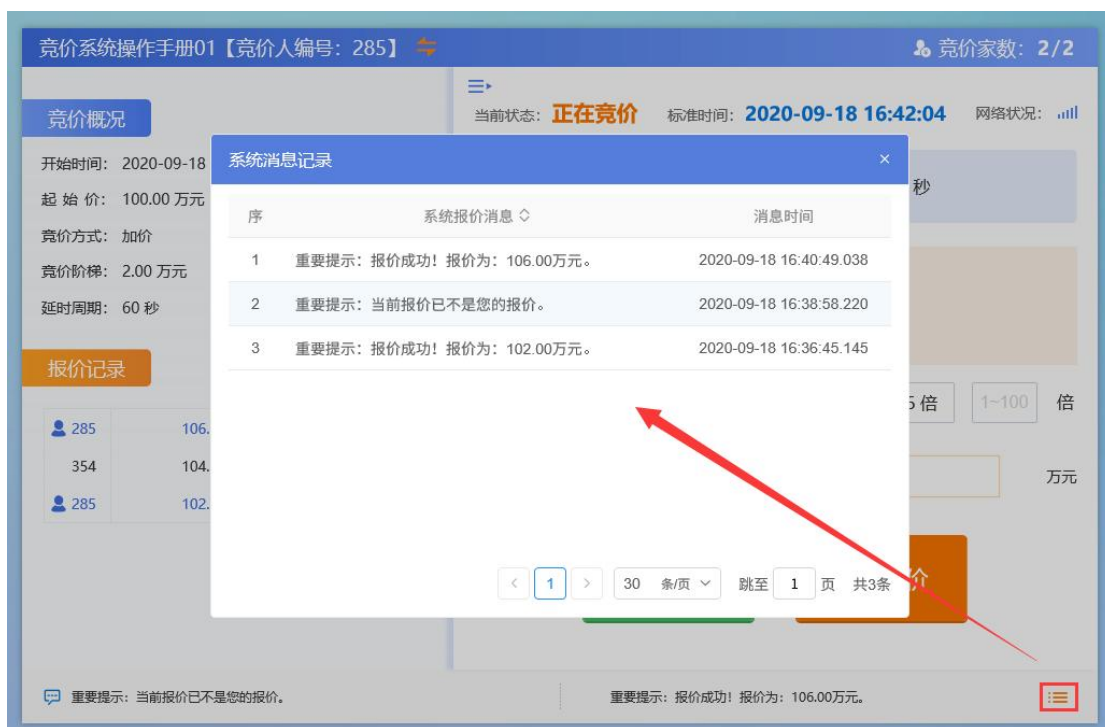 竞价系统操作手册01【竞价人编号：285】 竞价家数：2/2
竞价概况
当前状态：正在竞价 标准时间：2020-09-18 16:42:04 网络状况：
开始时间： 2020-09-18
起 始 价： 100.00 万元
竞价方式： 加价
竞价阶梯： 2.00 万元
延时周期： 60 秒
报价记录
285 106.
354 104.
285 102.
系统消息记录 ×
序 系统报价消息 消息时间
1 重要提示：报价成功！报价为：106.00万元。 2020-09-18 16:40:49.038
2 重要提示：当前报价已不是您的报价。 2020-09-18 16:38:58.220
3 重要提示：报价成功！报价为：102.00万元。 2020-09-18 16:36:45.145
< 1 > 30 条/页 跳至 1 页 共3条
秒
倍 1~100 倍
万元
价
重要提示：当前报价已不是您的报价。 重要提示：报价成功！报价为：106.00万元。